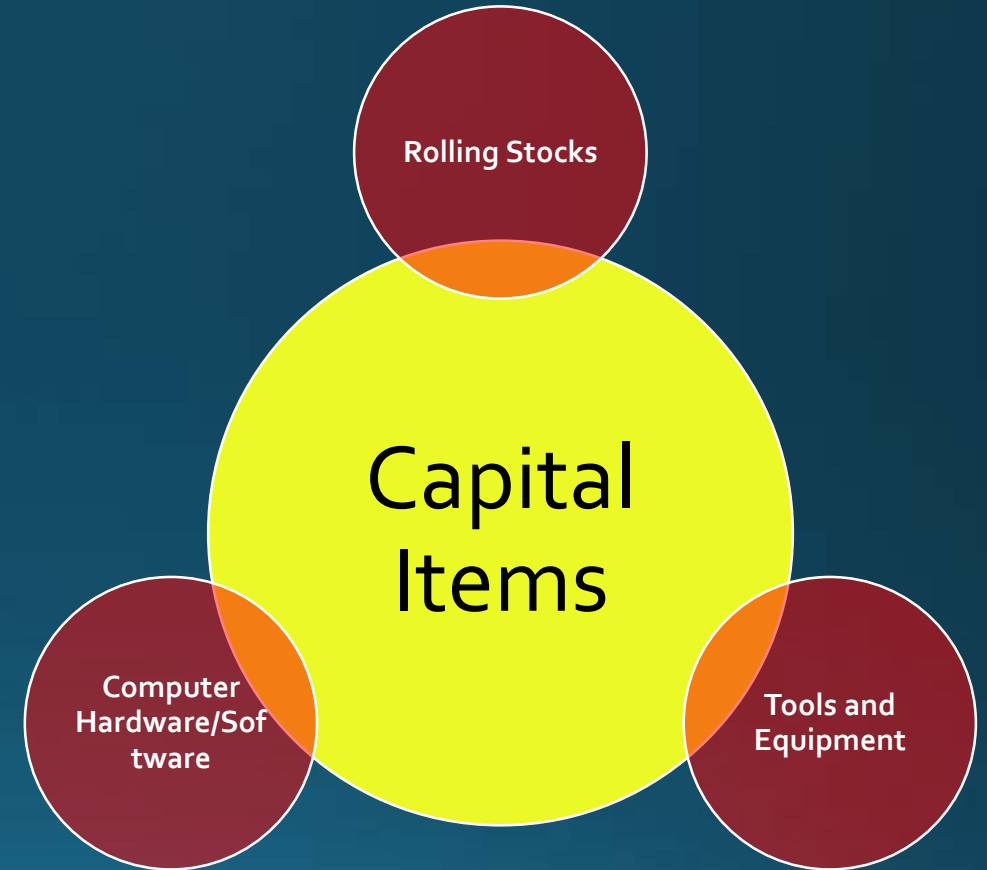 Rolling Stocks
Capital
Items
Computer
Hardware/Sof
tware
Tools and
Equipment